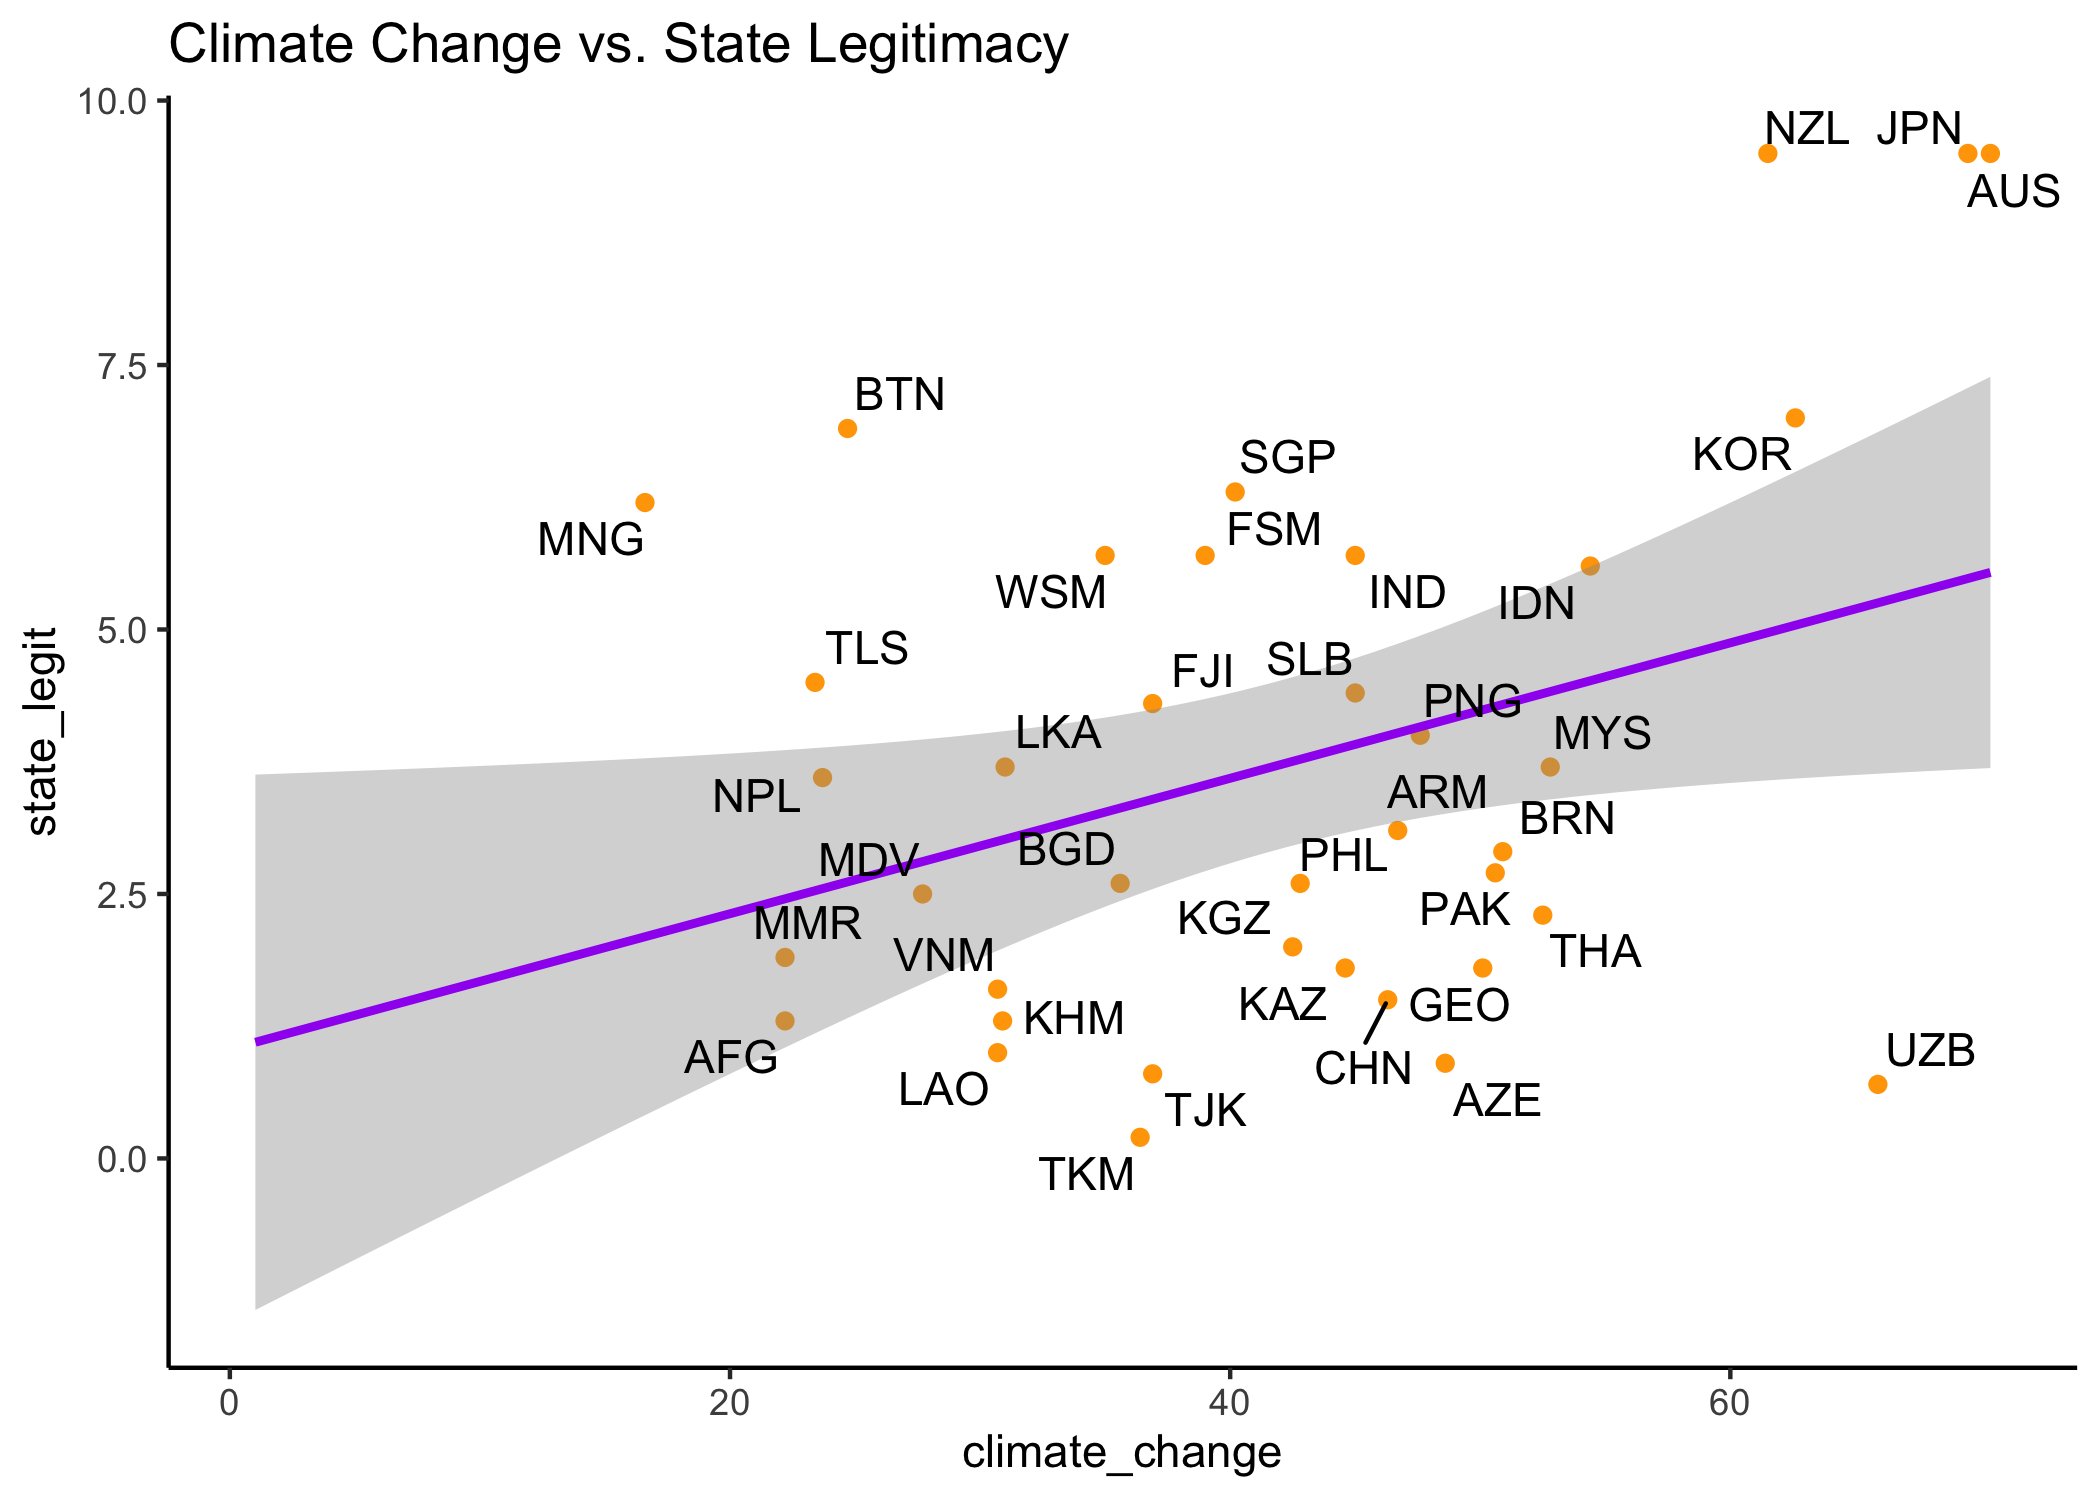 Climate Change vs. State Legitimacy
10.0
NZL JPN
AUS
7.5
BTN
KOR
SGP
MNG
FSM
WSM
IND
IDN
5.0
TLS
FJI
SLB
PNG
LKA
MYS
NPL
ARM
BRN
BGD
PHL
MDV
2.5
MMR
KGZ
PAK
VNM
THA
KAZ
GEO
KHM
UZB
AFG
CHN
LAO
AZE
TJK
0.0
TKM
state_legit
0 20 40 60
climate_change